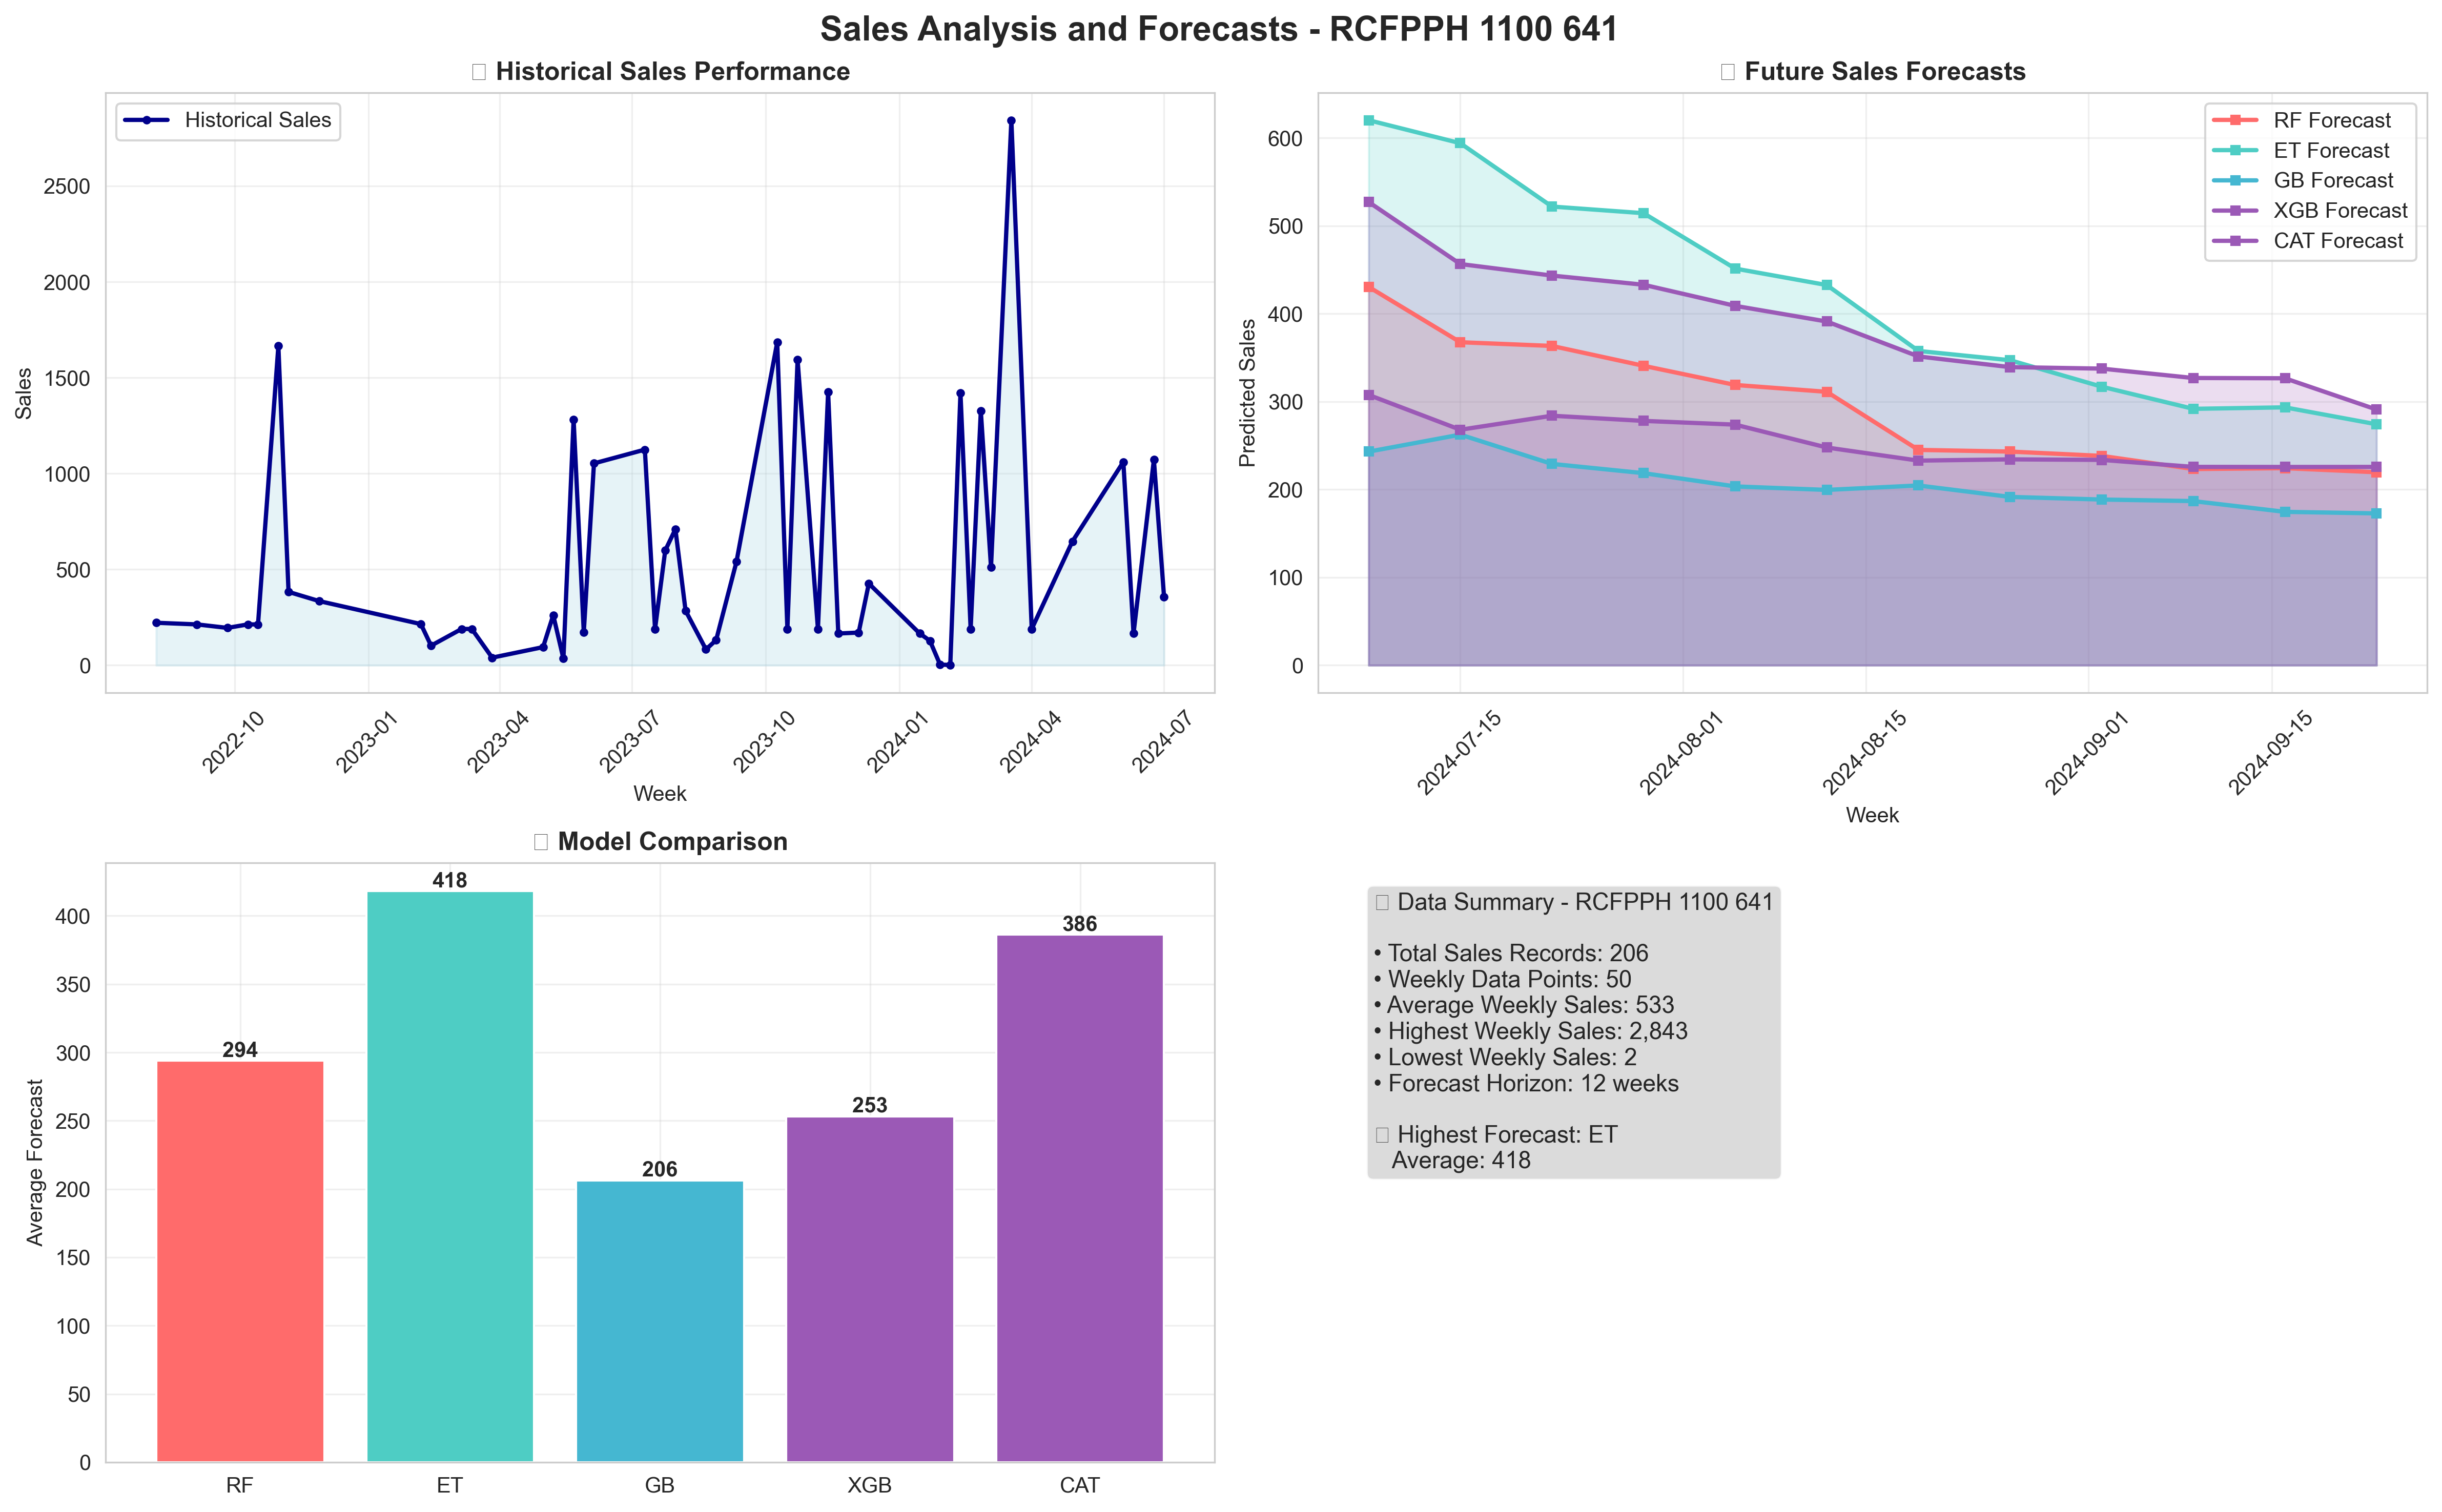 Sales Analysis and Forecasts - RCFPPH 1100 641
Historical Sales Performance
Historical Sales
Sales
2500
2000
1500
1000
500
0
2022-10
2023-01
2023-04
2023-07
2023-10
2024-01
2024-04
2024-07
Week
Future Sales Forecasts
RF Forecast
ET Forecast
GB Forecast
XGB Forecast
CAT Forecast
Predicted Sales
600
500
400
300
200
100
0
2024-07-15
2024-08-01
2024-08-15
2024-09-01
2024-09-15
Week
Model Comparison
Average Forecast
400
350
300
250
200
150
100
50
0
294
418
206
253
386
RF
ET
GB
XGB
CAT
Data Summary - RCFPPH 1100 641
• Total Sales Records: 206
• Weekly Data Points: 50
• Average Weekly Sales: 533
• Highest Weekly Sales: 2,843
• Lowest Weekly Sales: 2
• Forecast Horizon: 12 weeks
Highest Forecast: ET
Average: 418